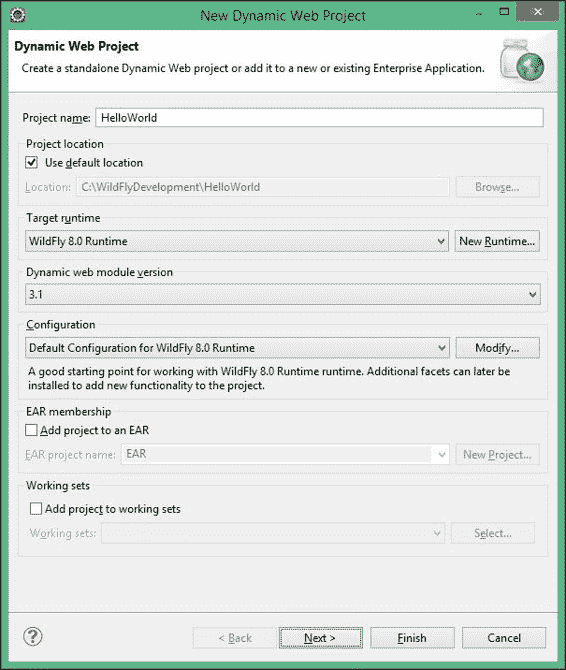 New Dynamic Web Project
Dynamic Web Project
Create a standalone Dynamic Web project or add it to a new or existing Enterprise Application.
Project name: HelloWorld
Project location
Use default location
Location: C:\WildFlyDevelopment\HelloWorld Browse...
Target runtime
WildFly 8.0 Runtime New Runtime...
Dynamic web module version
3.1
Configuration
Default Configuration for WildFly 8.0 Runtime Modify...
A good starting point for working with WildFly 8.0 Runtime runtime. Additional facets can later be
installed to add new functionality to the project.
EAR membership
Add project to an EAR
EAR project name: EAR New Project...
Working sets
Add project to working sets
Working sets: Select...
? < Back Next > Finish Cancel